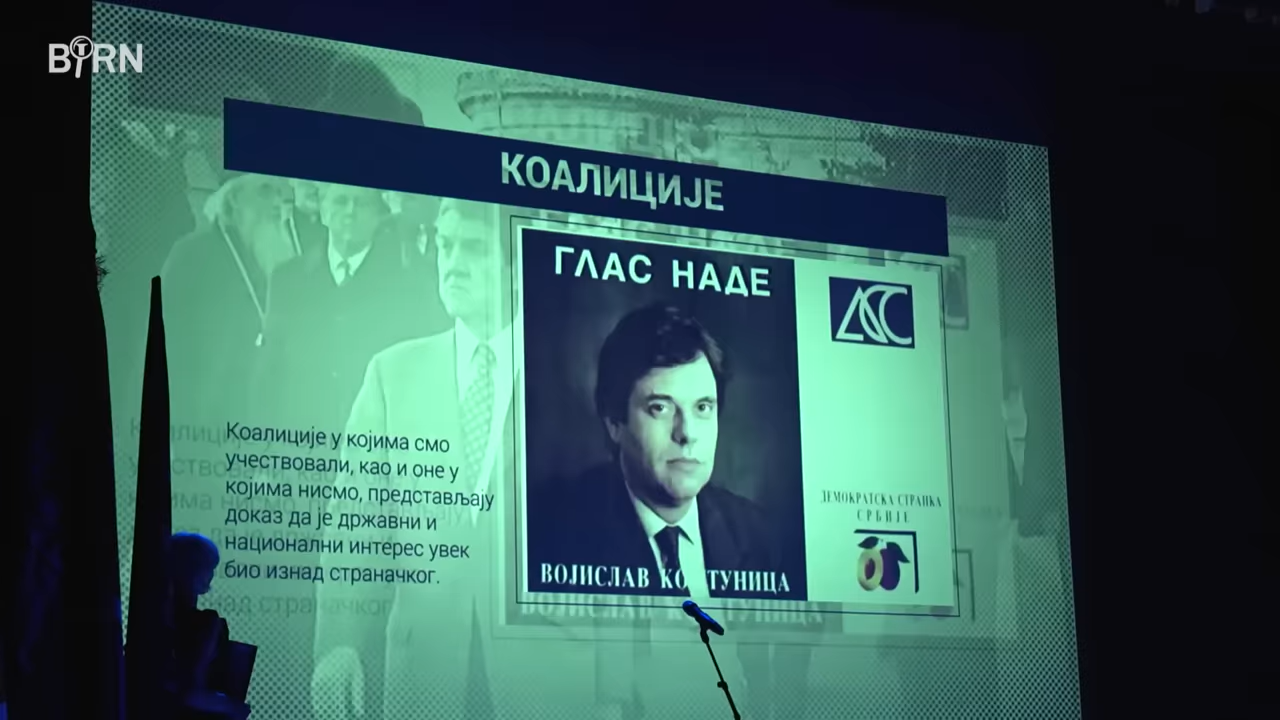 BIRN
КОАЛИЦИЈЕ
ГЛАС НАДЕ
ДСС
Коалиције у којима смо
учествовали, као и оне у
којима нисмо, представљају
доказ да је државни и
национални интерес увек
био изнад страначког.
ДЕМОКРАТСКА СТРАНКА
СРБИЈЕ
ВОЈИСЛАВ КОШТУНИЦА